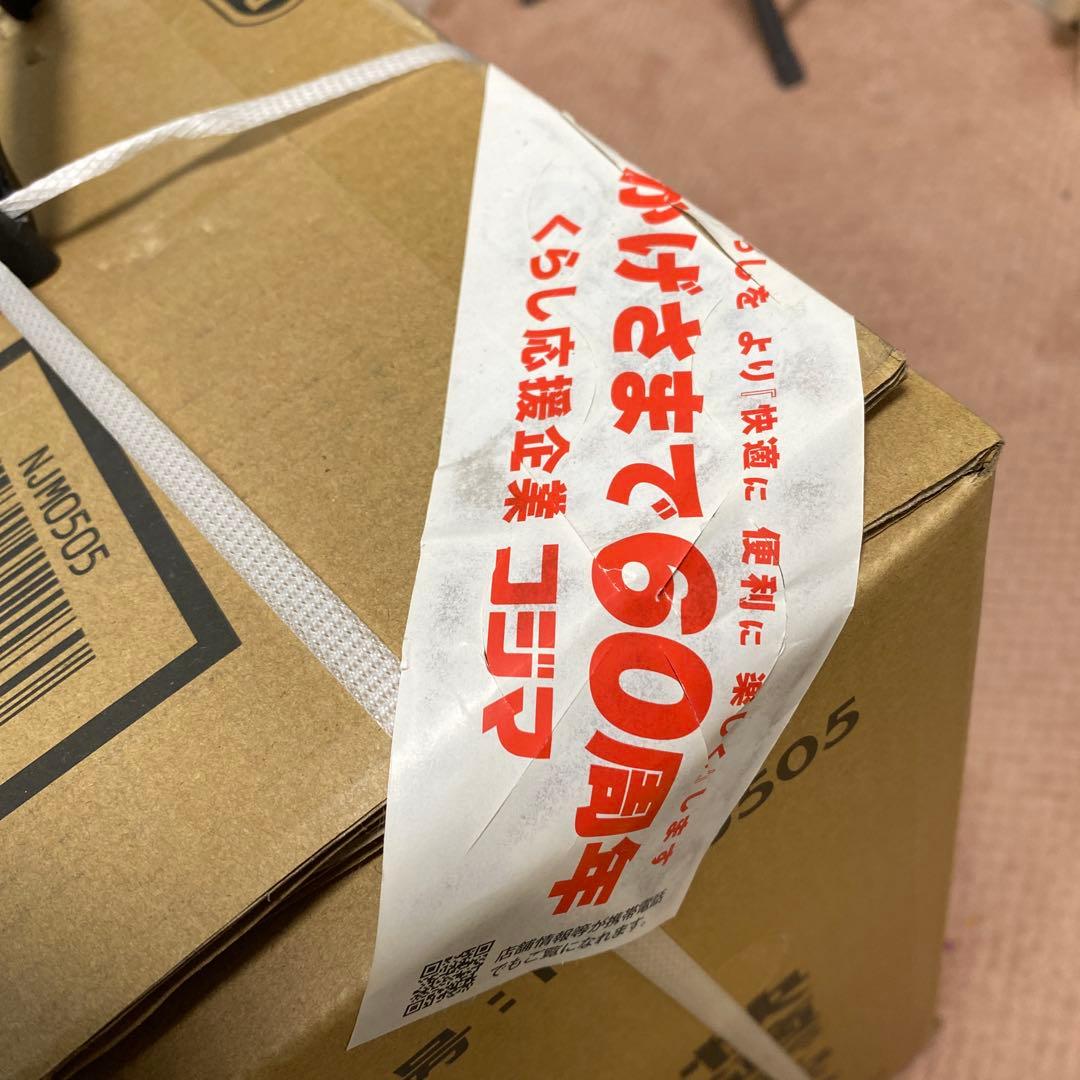 らしを より『快適に 便利に 楽しく』します
かげさまで60周年
くらし応援企業 コジマ
店舗情報等が携帯電話
でもご覧になれます。
NJM0505
0505